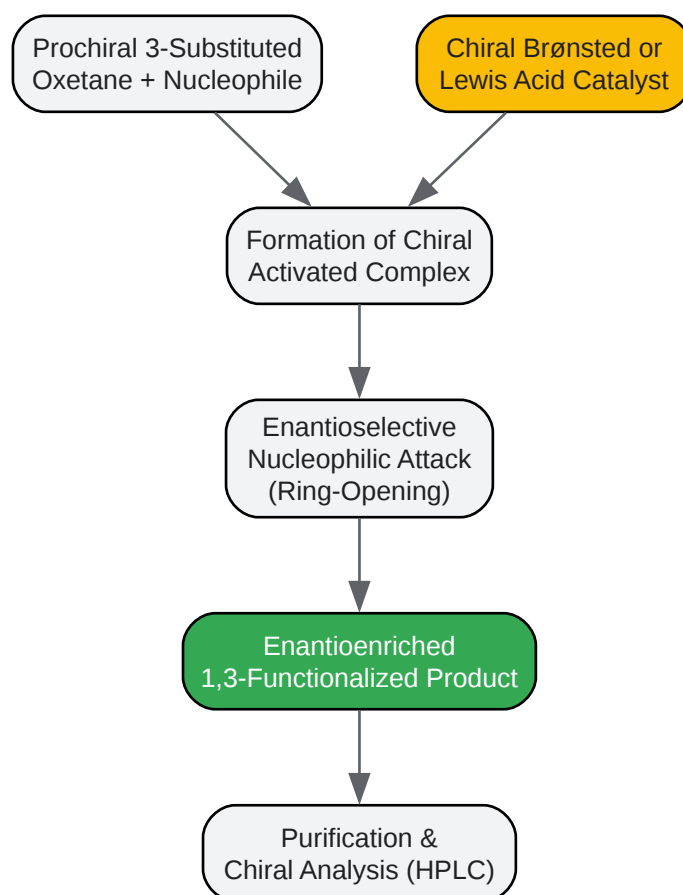 Prochiral 3-Substituted
Oxetane + Nucleophile
Chiral Brønsted or
Lewis Acid Catalyst
Formation of Chiral
Activated Complex
Enantioselective
Nucleophilic Attack
(Ring-Opening)
Enantioenriched
1,3-Functionalized Product
Purification &
Chiral Analysis (HPLC)